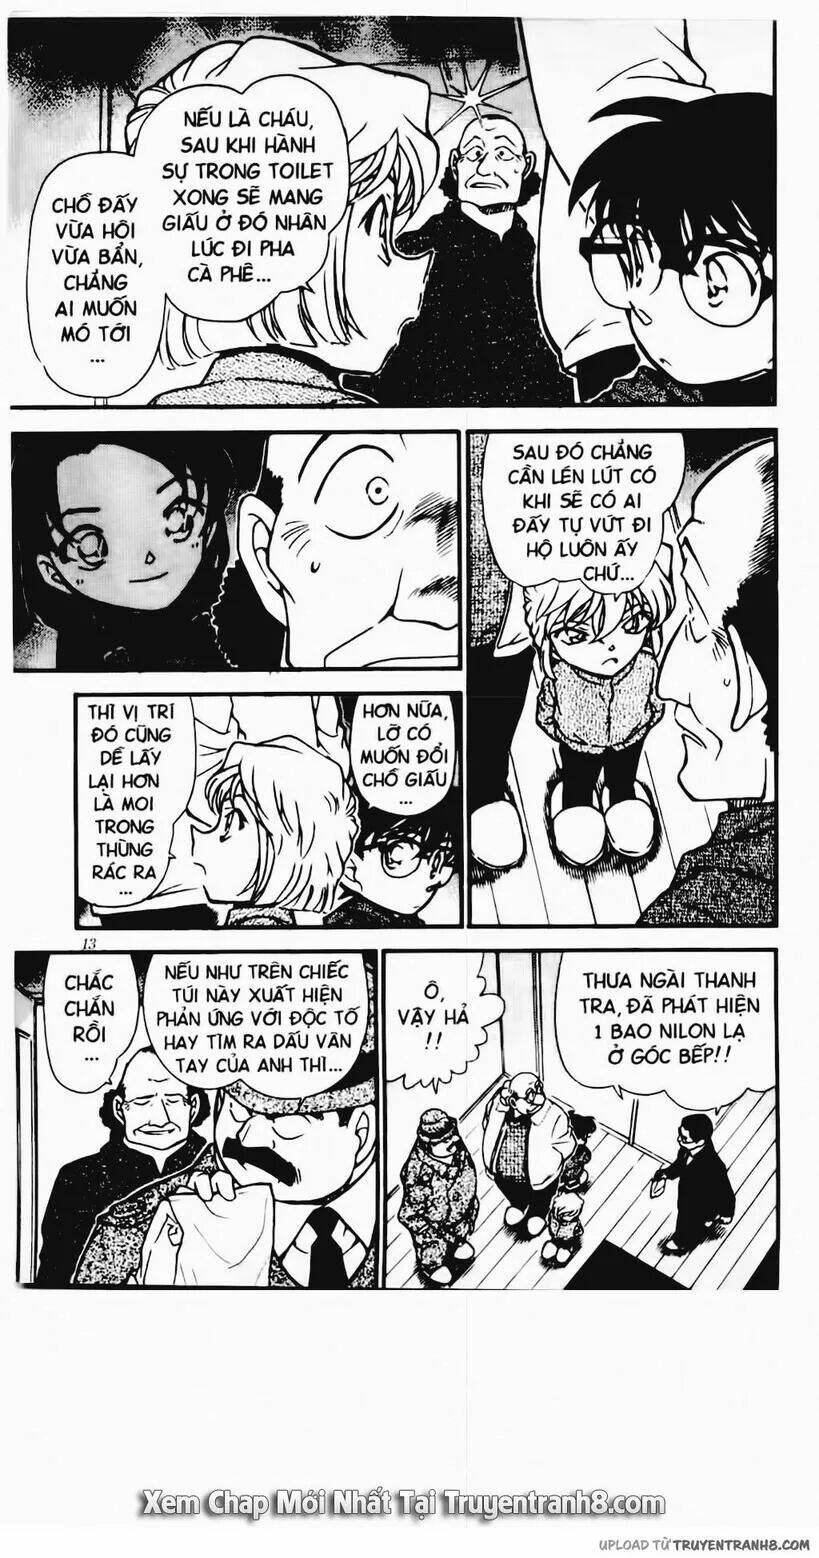 NẾU LÀ CHÁU,
SAU KHI HÀNH
SỰ TRONG TOILET
XONG SẼ MANG
GIẤU Ở ĐÓ NHÂN
LÚC ĐI PHA
CÀ PHÊ...
CHỖ ĐẤY
VỪA HÔI
VỪA BẨN,
CHẲNG
AI MUỐN
MÓ TỚI
...
SAU ĐÓ CHẲNG
CẦN LÉN LÚT CÓ
KHI SẼ CÓ AI
ĐẤY TỰ VỨT ĐI
HỘ LUÔN ẤY
CHỨ...
HƠN NỮA,
LỠ CÓ
MUỐN ĐỔI
CHỖ GIẤU
...
THÌ VỊ TRÍ
ĐÓ CŨNG
DỄ LẤY
LẠI HƠN
LÀ MOI
TRONG
THÙNG
RÁC RA
...
13
THƯA NGÀI THANH
TRA, ĐÃ PHÁT HIỆN
1 BAO NILON LẠ
Ở GÓC BẾP!!
Ô,
VẬY HẢ
!!
NẾU NHƯ TRÊN CHIẾC
TÚI NÀY XUẤT HIỆN
PHẢN ỨNG VỚI ĐỘC TỐ
HAY TÌM RA DẤU VÂN
TAY CỦA ANH THÌ...
CHẮC
CHẮN
RỒI
...
Xem Chap Mới Nhất Tại Truyentranh8.com
UPLOAD TỪ TRUYENTRANH8.COM